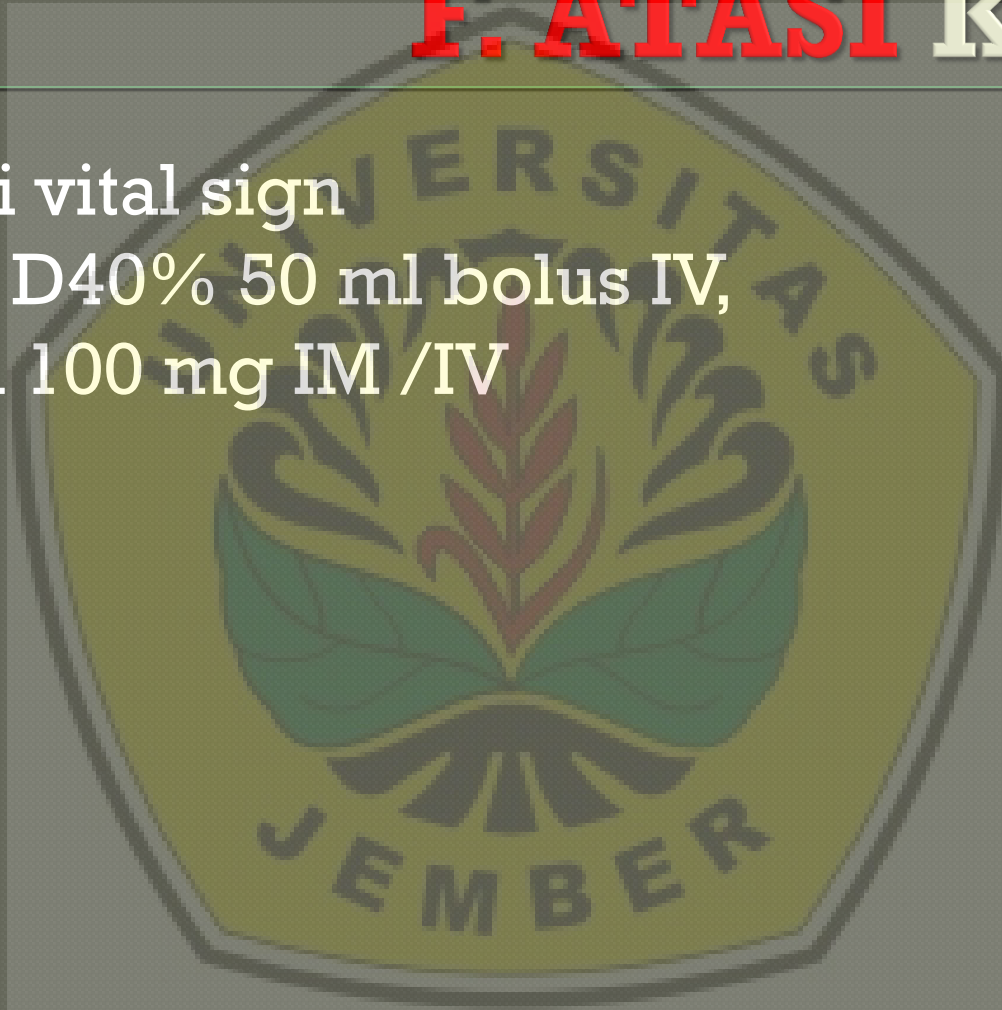 F. ATASI
i vital sign
D40% 50 ml bolus IV,
100 mg IM /IV
UNIVERSITAS
JEMBER